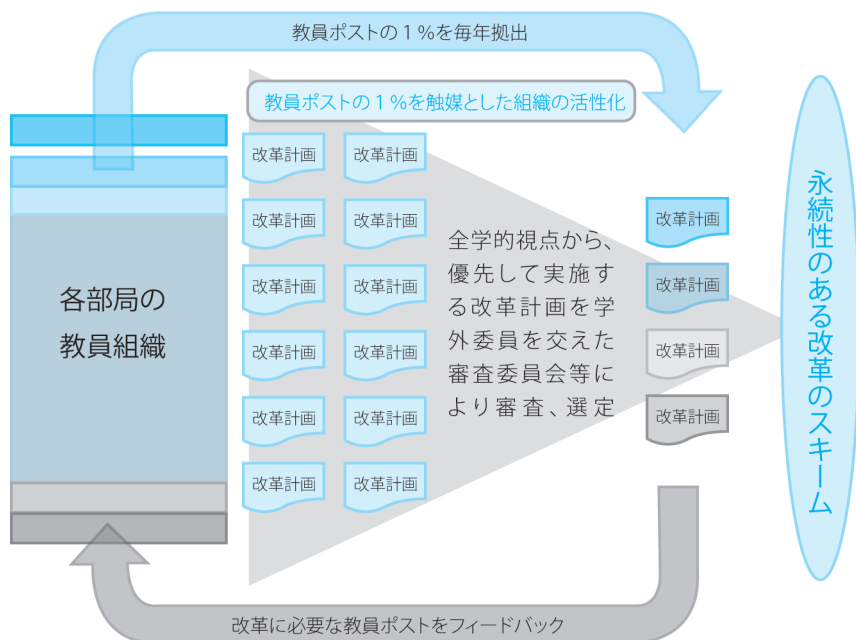 教員ポストの1%を毎年拠出
教員ポストの1%を触媒とした組織の活性化
各部局の
教員組織
改革計画
改革計画
改革計画
改革計画
改革計画
改革計画
改革計画
改革計画
改革計画
改革計画
改革計画
改革計画
全学的視点から、
優先して実施す
る改革計画を学
外委員を交えた
審査委員会等に
より審査、選定
改革計画
改革計画
改革計画
改革計画
永続性のある改革のスキーム
改革に必要な教員ポストをフィードバック